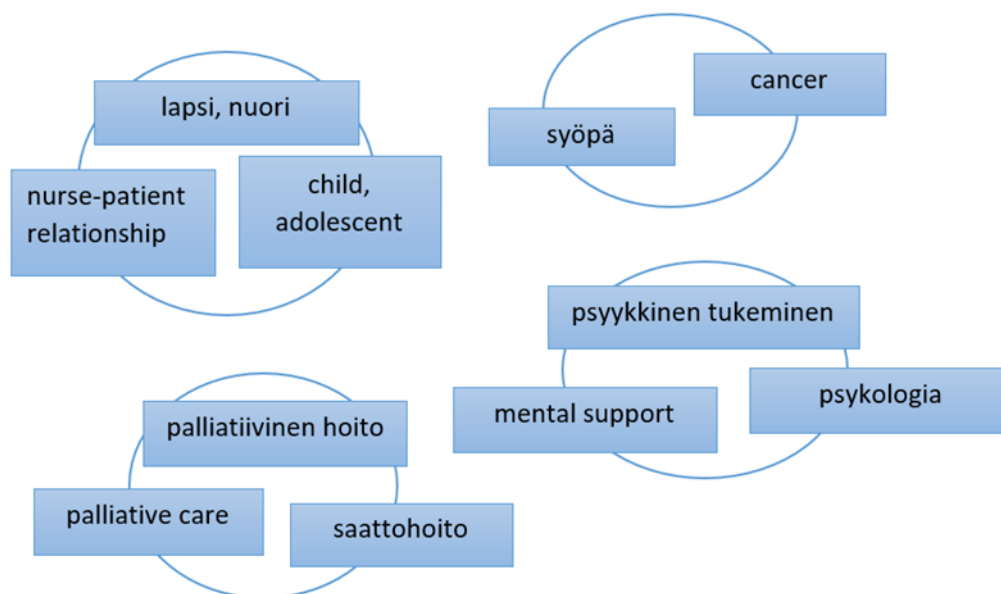 lapsi, nuori
nurse-patient
relationship
child,
adolescent
cancer
syöpä
psyykkinen tukeminen
mental support
psykologia
palliatiivinen hoito
palliative care
saattohoito